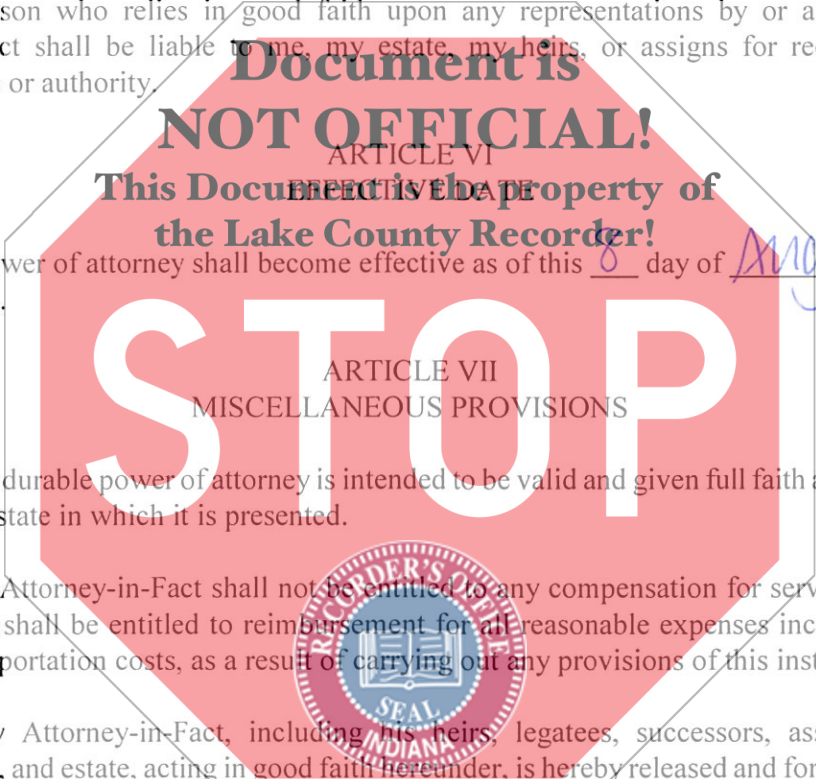 son who relies in good faith upon any representations by or a
ct shall be liable to me, my estate, my heirs, or assigns for re
or authority.
Document is
NOT OFFICIAL!
ARTICLE VI
This Document is the property of
EFFECTIVE DATE
the Lake County Recorder!
wer of attorney shall become effective as of this 8 day of Aug
.
STOP
ARTICLE VII
MISCELLANEOUS PROVISIONS
durable power of attorney is intended to be valid and given full faith a
state in which it is presented.
Attorney-in-Fact shall not be entitled to any compensation for serv
shall be entitled to reimbursement for all reasonable expenses inc
portation costs, as a result of carrying out any provisions of this inst
RECORDER'S OFFICE
SEAL
INDIANA
y Attorney-in-Fact, including his heirs, legatees, successors, ass
, and estate, acting in good faith hereunder, is hereby released and for